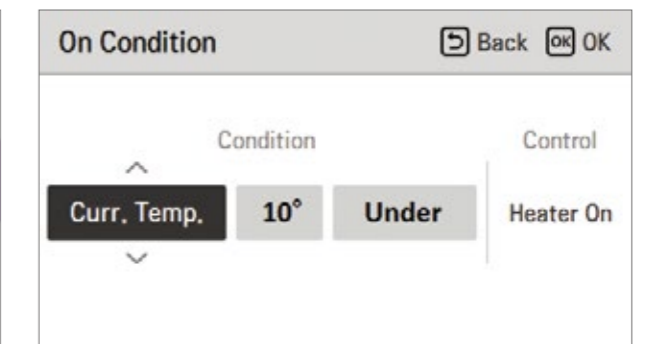 On Condition Back OK OK
Condition Control
Curr. Temp. 10° Under Heater On